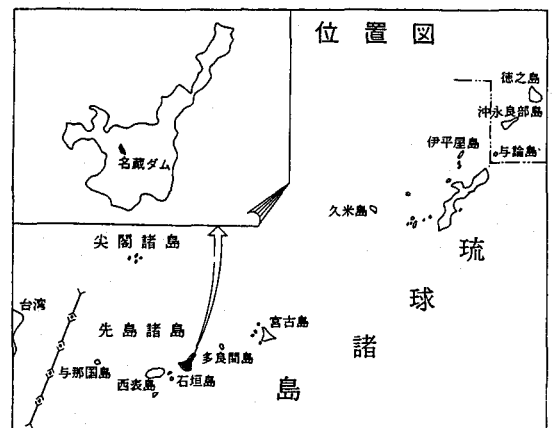 位置図
名蔵ダム
徳之島
沖永良部島
与論島
伊平屋島
久米島
琉球諸島
尖閣諸島
台湾
先島諸島
宮古島
多良間島
石垣島
西表島
与那国島